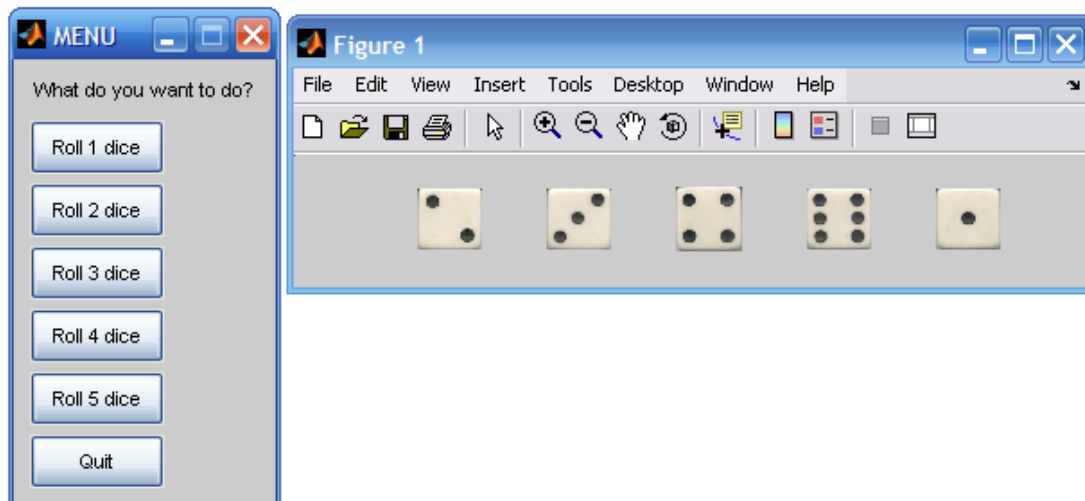 MENU
What do you want to do?
Roll 1 dice
Roll 2 dice
Roll 3 dice
Roll 4 dice
Roll 5 dice
Quit
Figure 1
File Edit View Insert Tools Desktop Window Help